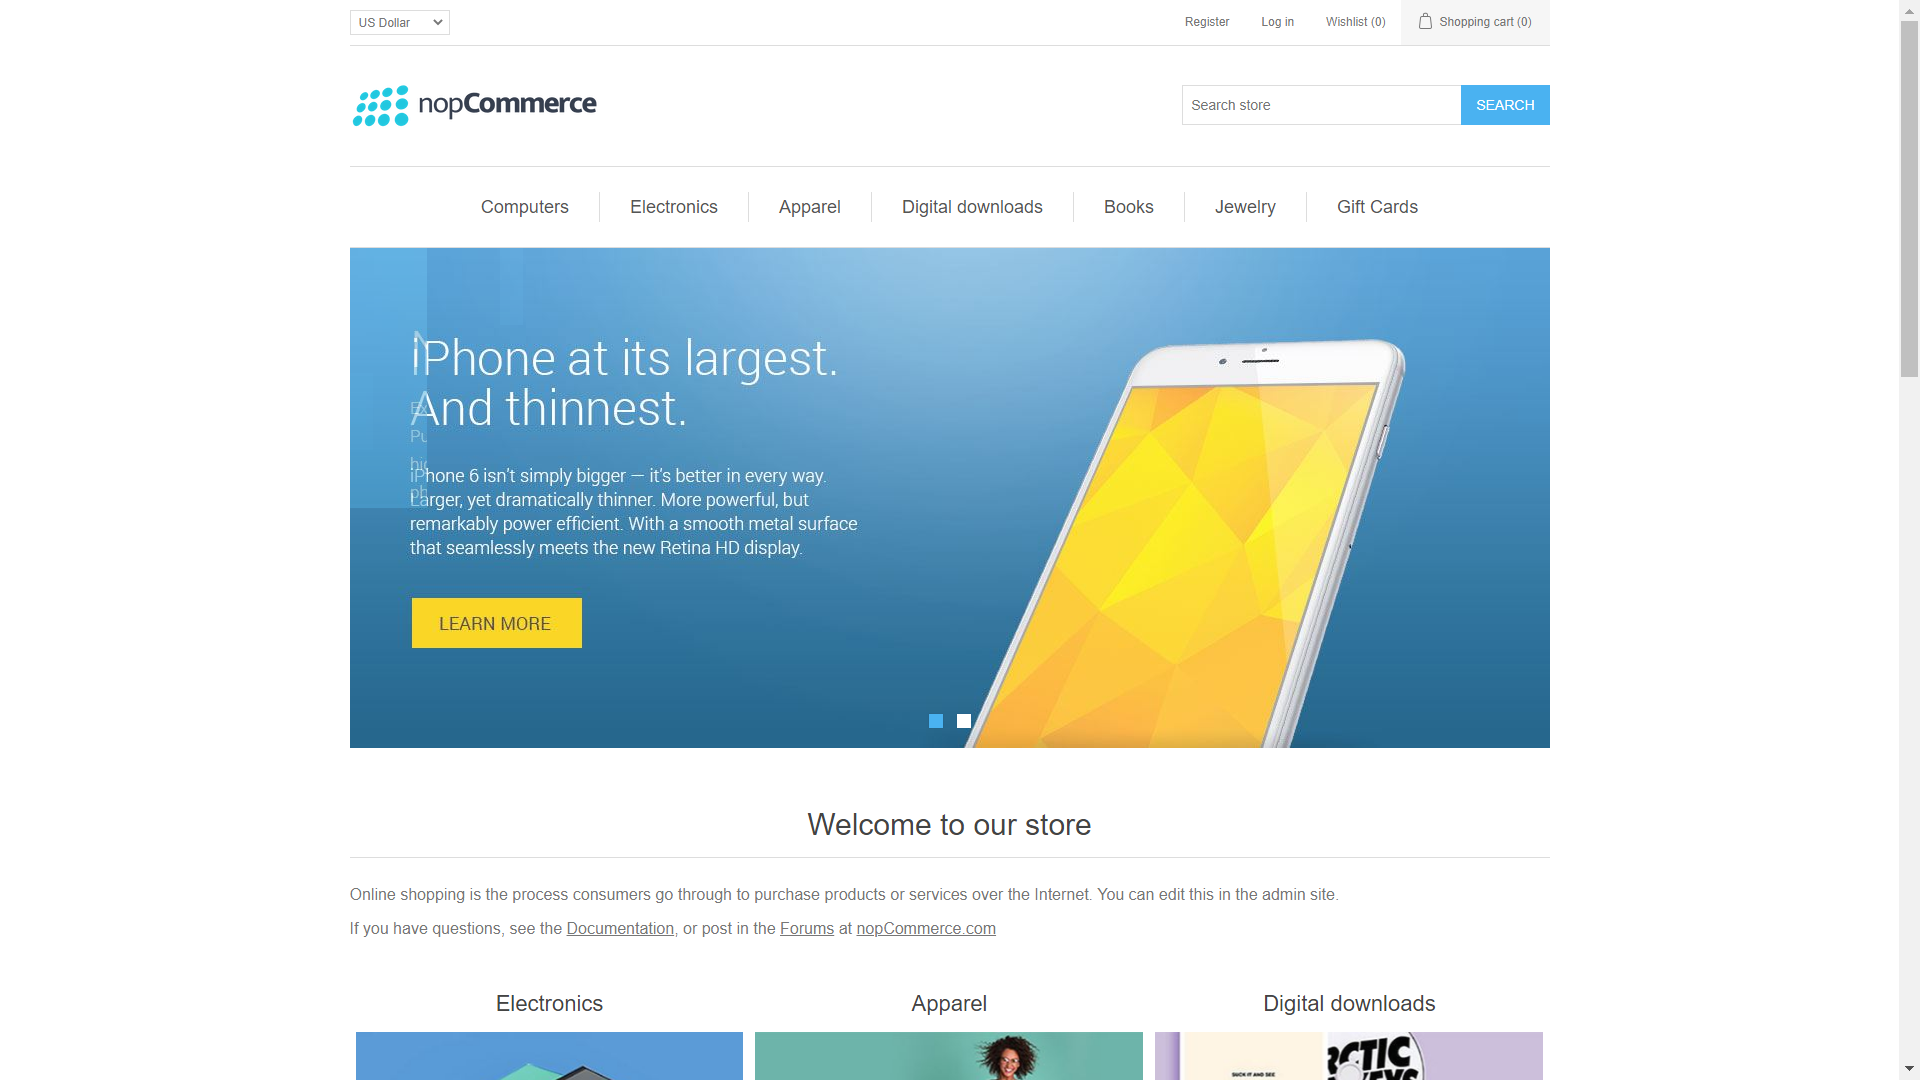 US Dollar
Register
Log in
Wishlist (0)
Shopping cart (0)
nopCommerce
Search store
SEARCH
Computers
Electronics
Apparel
Digital downloads
Books
Jewelry
Gift Cards
iPhone at its largest.
And thinnest.
iPhone 6 isn't simply bigger — it's better in every way.
Larger, yet dramatically thinner. More powerful, but
remarkably power efficient. With a smooth metal surface
that seamlessly meets the new Retina HD display.
LEARN MORE
Welcome to our store
Online shopping is the process consumers go through to purchase products or services over the Internet. You can edit this in the admin site.
If you have questions, see the Documentation, or post in the Forums at nopCommerce.com
Electronics
Apparel
Digital downloads
SUCK IT AND SEE